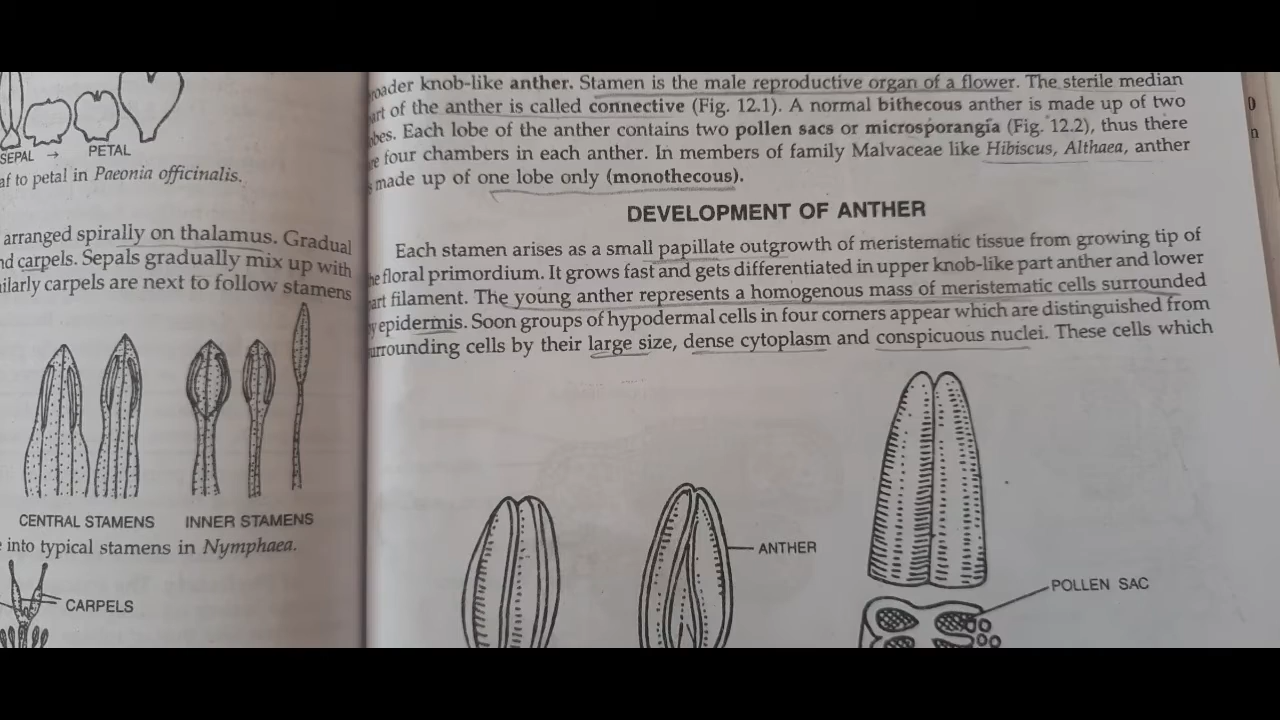 SEPAL → PETAL
af to petal in Paeonia officinalis.
arranged spirally on thalamus. Gradual
nd carpels. Sepals gradually mix up with
ilarly carpels are next to follow stamens
CENTRAL STAMENS INNER STAMENS
into typical stamens in Nymphaea.
CARPELS
roader knob-like anther. Stamen is the male reproductive organ of a flower. The sterile median
art of the anther is called connective (Fig. 12.1). A normal bithecous anther is made up of two
obes. Each lobe of the anther contains two pollen sacs or microsporangia (Fig. 12.2), thus there
re four chambers in each anther. In members of family Malvaceae like Hibiscus, Althaea, anther
s made up of one lobe only (monothecous).
DEVELOPMENT OF ANTHER
Each stamen arises as a small papillate outgrowth of meristematic tissue from growing tip of
he floral primordium. It grows fast and gets differentiated in upper knob-like part anther and lower
art filament. The young anther represents a homogenous mass of meristematic cells surrounded
y epidermis. Soon groups of hypodermal cells in four corners appear which are distinguished from
urrounding cells by their large size, dense cytoplasm and conspicuous nuclei. These cells which
ANTHER
POLLEN SAC